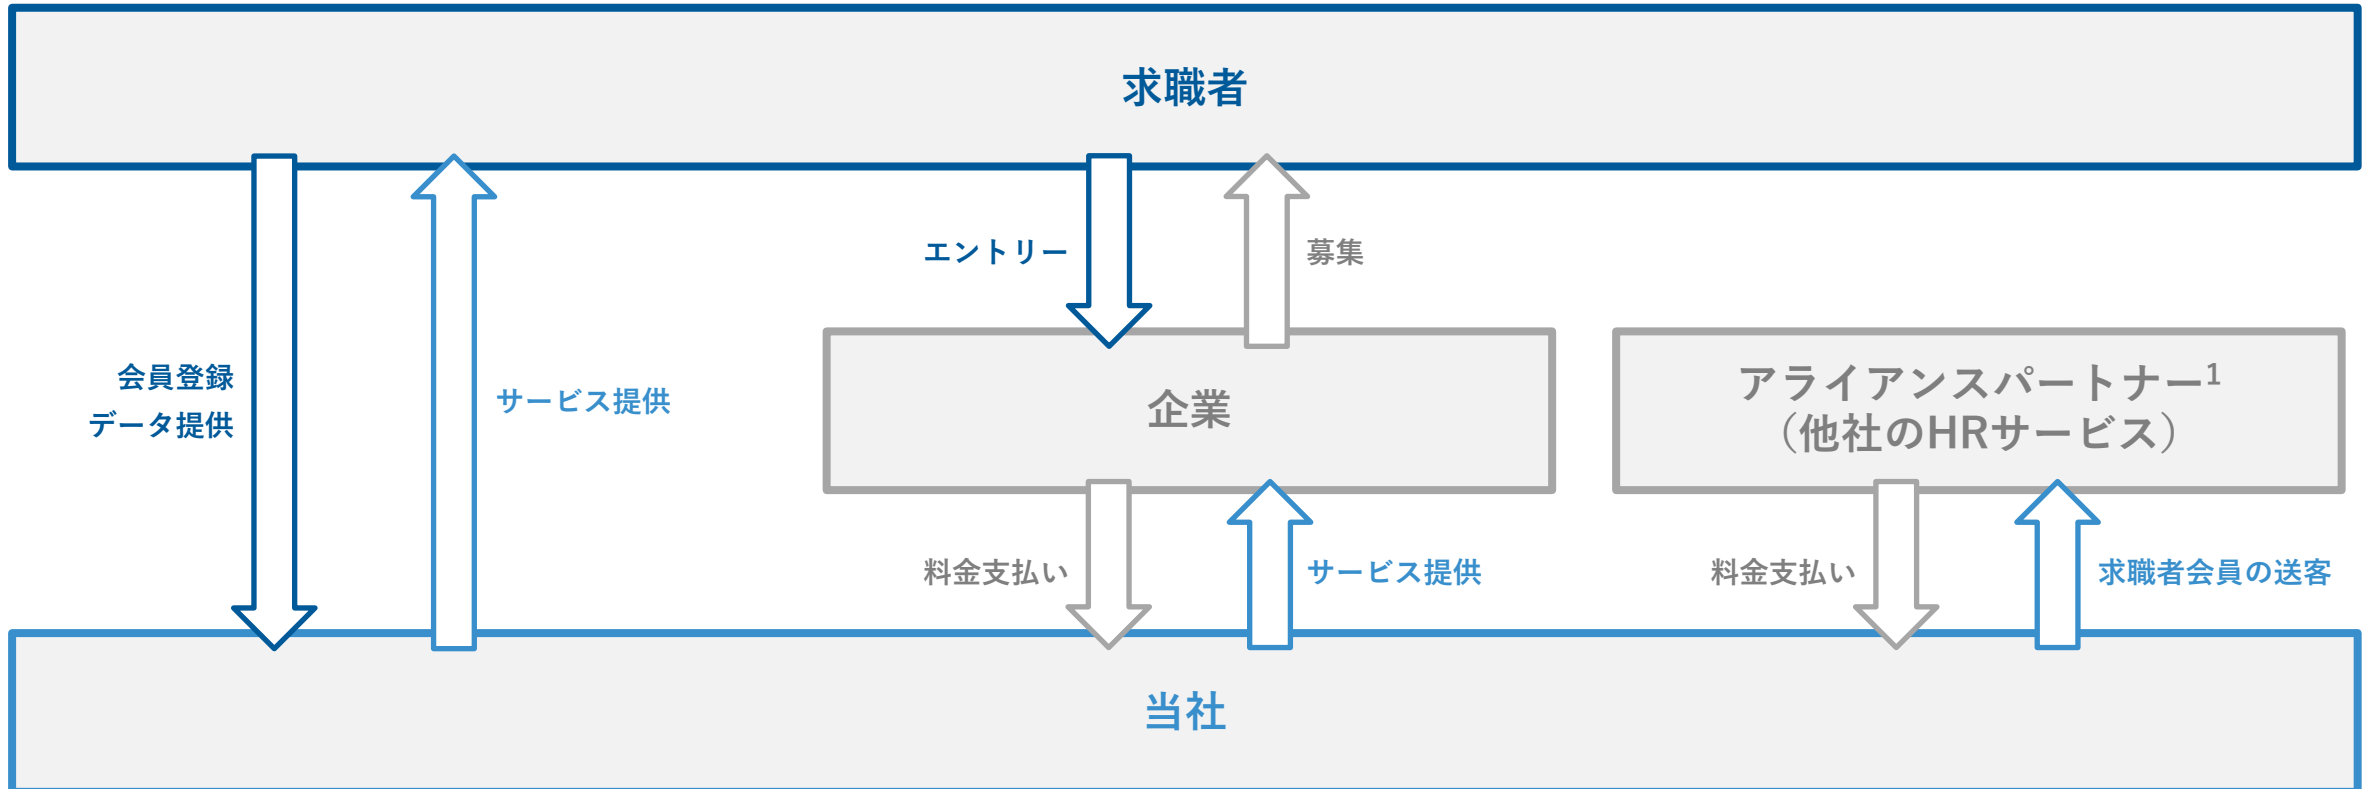 求職者
エントリー
募集
会員登録
データ提供
サービス提供
企業
アライアンスパートナー1
（他社のHRサービス）
料金支払い
サービス提供
料金支払い
求職者会員の送客
当社